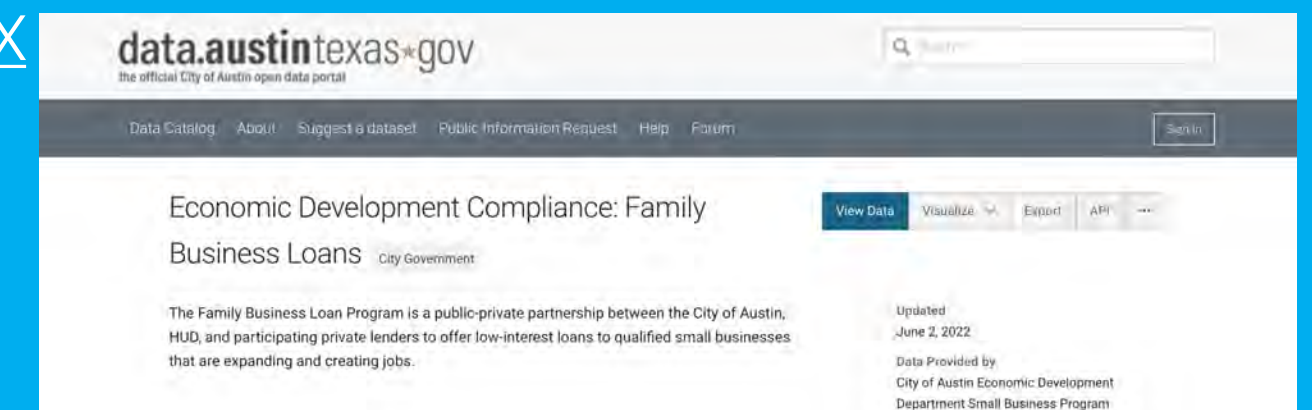 X
data.austintexas*gov
the official City of Austin open data portal
Data Catalog About Suggest a dataset Public Information Request Help Forum
Sign In
Economic Development Compliance: Family
Business Loans City Government
View Data Visualize Export API ...
The Family Business Loan Program is a public-private partnership between the City of Austin,
HUD, and participating private lenders to offer low-interest loans to qualified small businesses
that are expanding and creating jobs.
Updated
June 2, 2022
Data Provided by
City of Austin Economic Development
Department Small Business Program